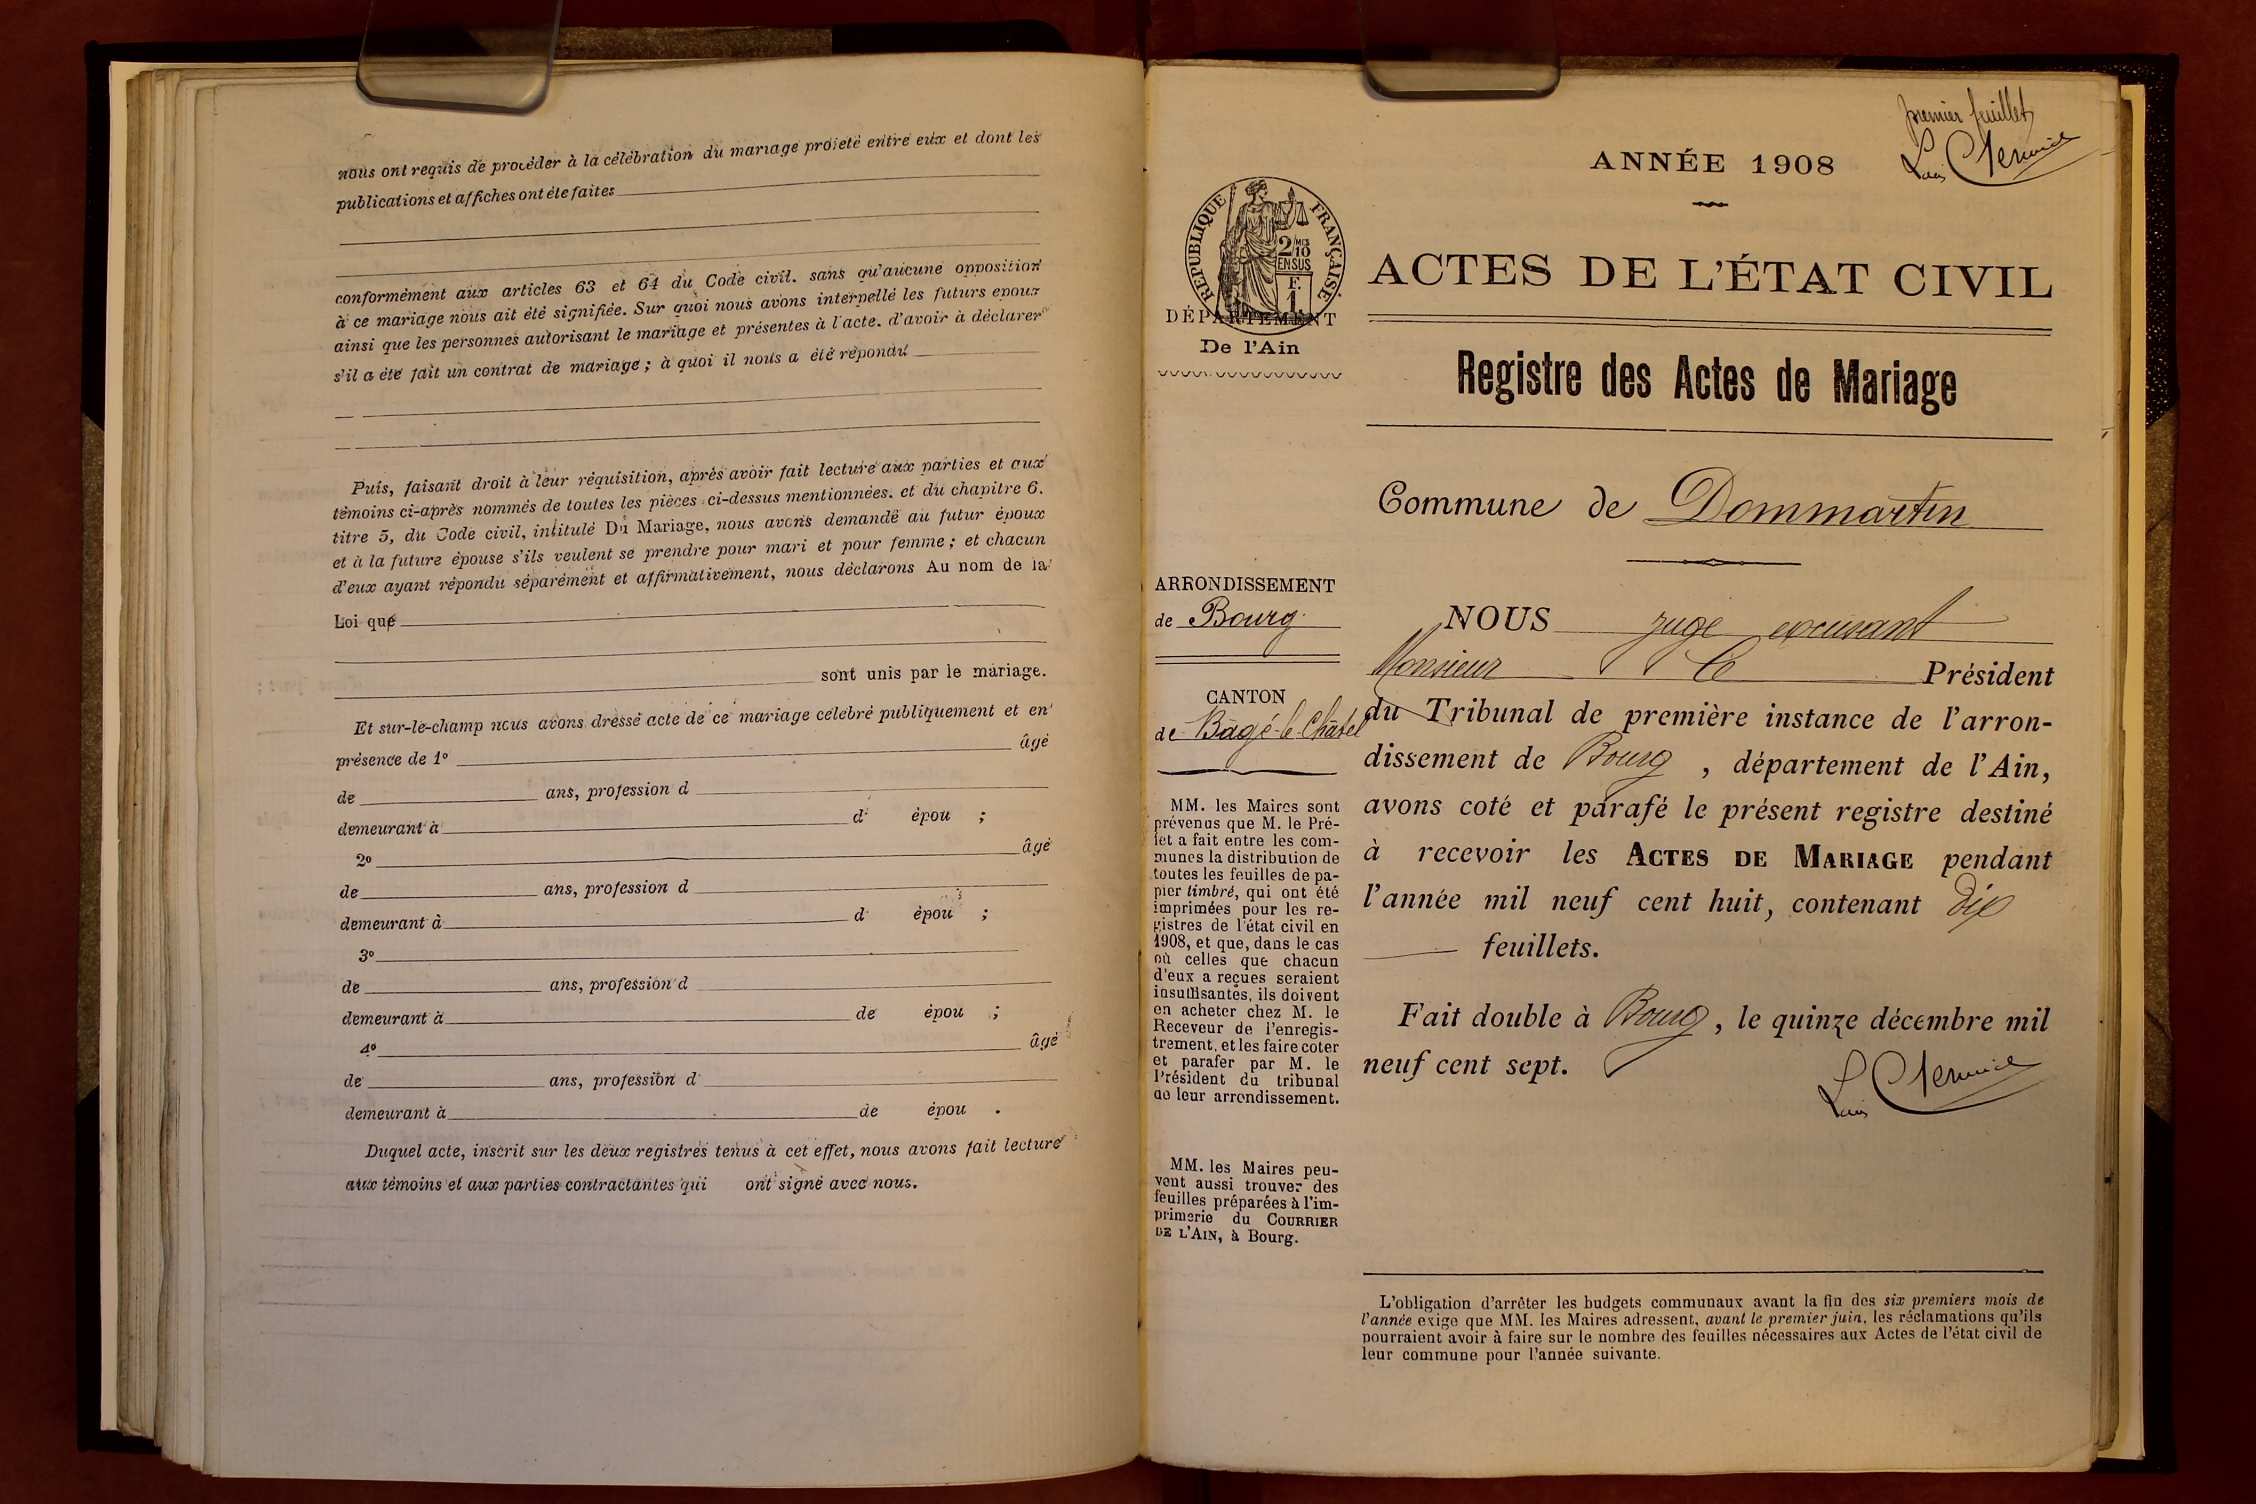 nous ont requis de procéder à la célébration du mariage projeté entre eux et dont les
publications et affiches ont été faites
conformément aux articles 63 et 64 du Code civil. sans qu'aucune opposition
à ce mariage nous ait été signifiée. Sur quoi nous avons interpellé les futurs époux
ainsi que les personnes autorisant le mariage et présentes à l'acte. d'avoir à déclarer
s'il a été fait un contrat de mariage ; à quoi il nous a été répondu
Puis, faisant droit à leur réquisition, après avoir fait lecture aux parties et aux
témoins ci-après nommés de toutes les pièces ci-dessus mentionnées. et du chapitre 6.
titre 5, du Code civil, intitulé Du Mariage, nous avons demandé au futur époux
et à la future épouse s'ils veulent se prendre pour mari et pour femme ; et chacun
d'eux ayant répondu séparément et affirmativement, nous déclarons Au nom de la
Loi que
sont unis par le mariage.
Et sur-le-champ nous avons dressé acte de ce mariage célébré publiquement et en
présence de 1º âgé
de ans, profession d
demeurant à d épou ;
2º âgé
de ans, profession d
demeurant à d épou ;
3º
de ans, profession d
demeurant à de épou ;
4º âgé
de ans, profession d
demeurant à de épou .
Duquel acte, inscrit sur les deux registres tenus à cet effet, nous avons fait lecture
aux témoins et aux parties contractantes qui ont signé avec nous.
premier feuillet
Louis
ANNÉE 1908
RÉPUBLIQUE FRANÇAISE
2/10 MES
EN SUS
F.
1.
DÉPARTEMENT
De l'Ain
ACTES DE L'ÉTAT CIVIL
Registre des Actes de Mariage
Commune de Dommartin
ARRONDISSEMENT
de Bourg
CANTON
de Bâgé-le-Châtel
MM. les Maires sont
prévenus que M. le Pré-
fet a fait entre les com-
munes la distribution de
toutes les feuilles de pa-
pier timbré, qui ont été
imprimées pour les re-
gistres de l'état civil en
1908, et que, dans le cas
où celles que chacun
d'eux a reçues seraient
insuffisantes, ils doivent
en acheter chez M. le
Receveur de l'enregis-
trement, et les faire coter
et parafer par M. le
Président du tribunal
de leur arrondissement.
MM. les Maires peu-
vent aussi trouver des
feuilles préparées à l'im-
primerie du COURRIER
DE L'AIN, à Bourg.
NOUS juge excusant
Monsieur le Président
du Tribunal de première instance de l'arron-
dissement de Bourg , département de l'Ain,
avons coté et parafé le présent registre destiné
à recevoir les ACTES DE MARIAGE pendant
l'année mil neuf cent huit, contenant dix
feuillets.
Fait double à Bourg, le quinze décembre mil
neuf cent sept.
Louis
L'obligation d'arrêter les budgets communaux avant la fin des six premiers mois de
l'année exige que MM. les Maires adressent, avant le premier juin, les réclamations qu'ils
pourraient avoir à faire sur le nombre des feuilles nécessaires aux Actes de l'état civil de
leur commune pour l'année suivante.